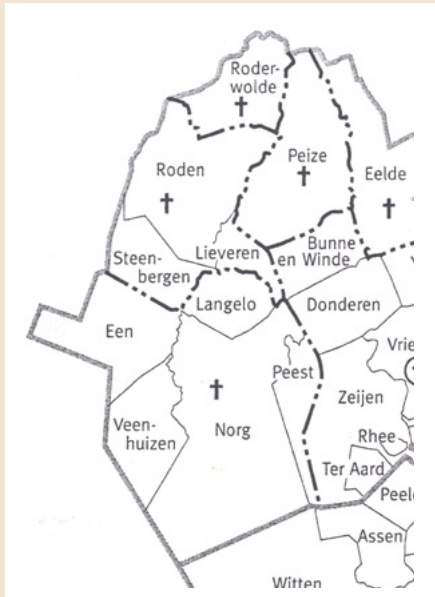 Roder-
wolde
Roden
Peize
Eelde
Lieveren
Bunne
en Winde
Steen-
bergen
Langelo
Donderen
Een
Vrie
Peest
Zeijen
Veen-
huizen
Norg
Rhee
Ter Aard
Peel
Assen
Witten